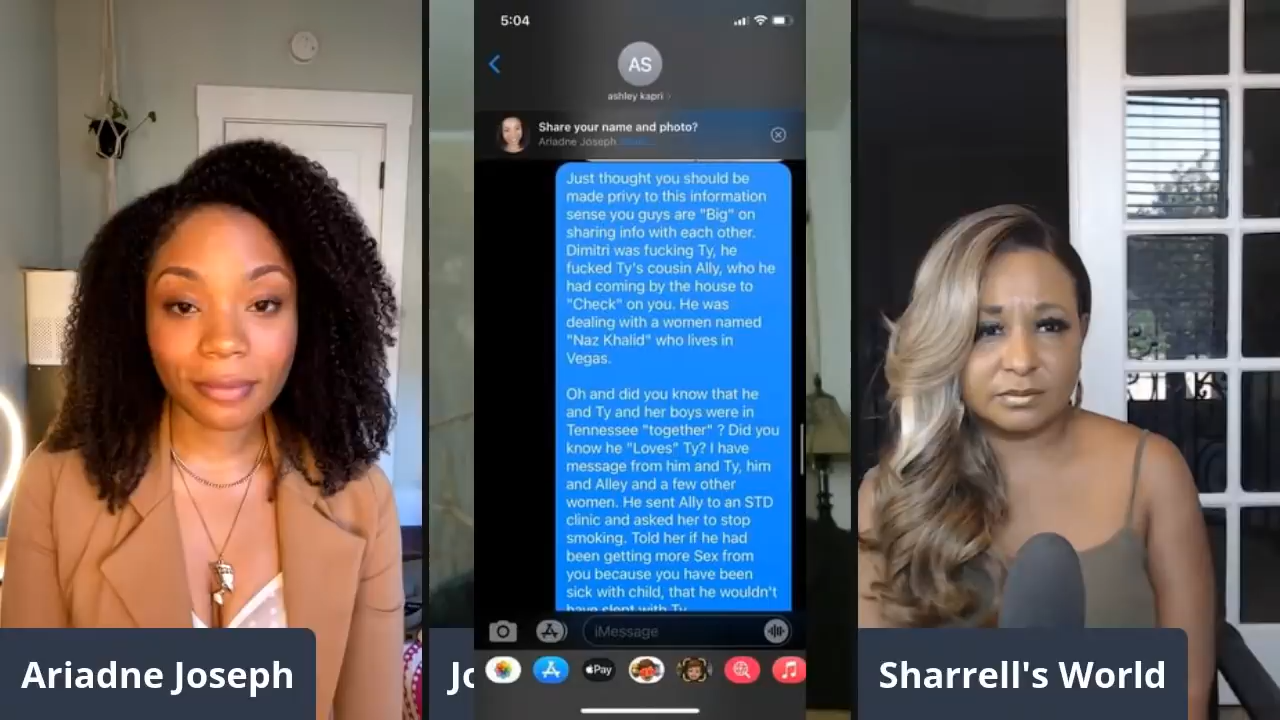 5:04
AS
ashley kapri
Share your name and photo?
Ariadne Joseph
Just thought you should be
made privy to this information
sense you guys are "Big" on
sharing info with each other.
Dimitri was fucking Ty, he
fucked Ty's cousin Ally, who he
had coming by the house to
"Check" on you. He was
dealing with a women named
"Naz Khalid" who lives in
Vegas.
Oh and did you know that he
and Ty and her boys were in
Tennessee "together" ? Did you
know he "Loves" Ty? I have
message from him and Ty, him
and Alley and a few other
women. He sent Ally to an STD
clinic and asked her to stop
smoking. Told her if he had
been getting more Sex from
you because you have been
sick with child, that he wouldn't
have slept with Ty
iMessage
Pay
Ariadne Joseph
Jo
Sharrell's World